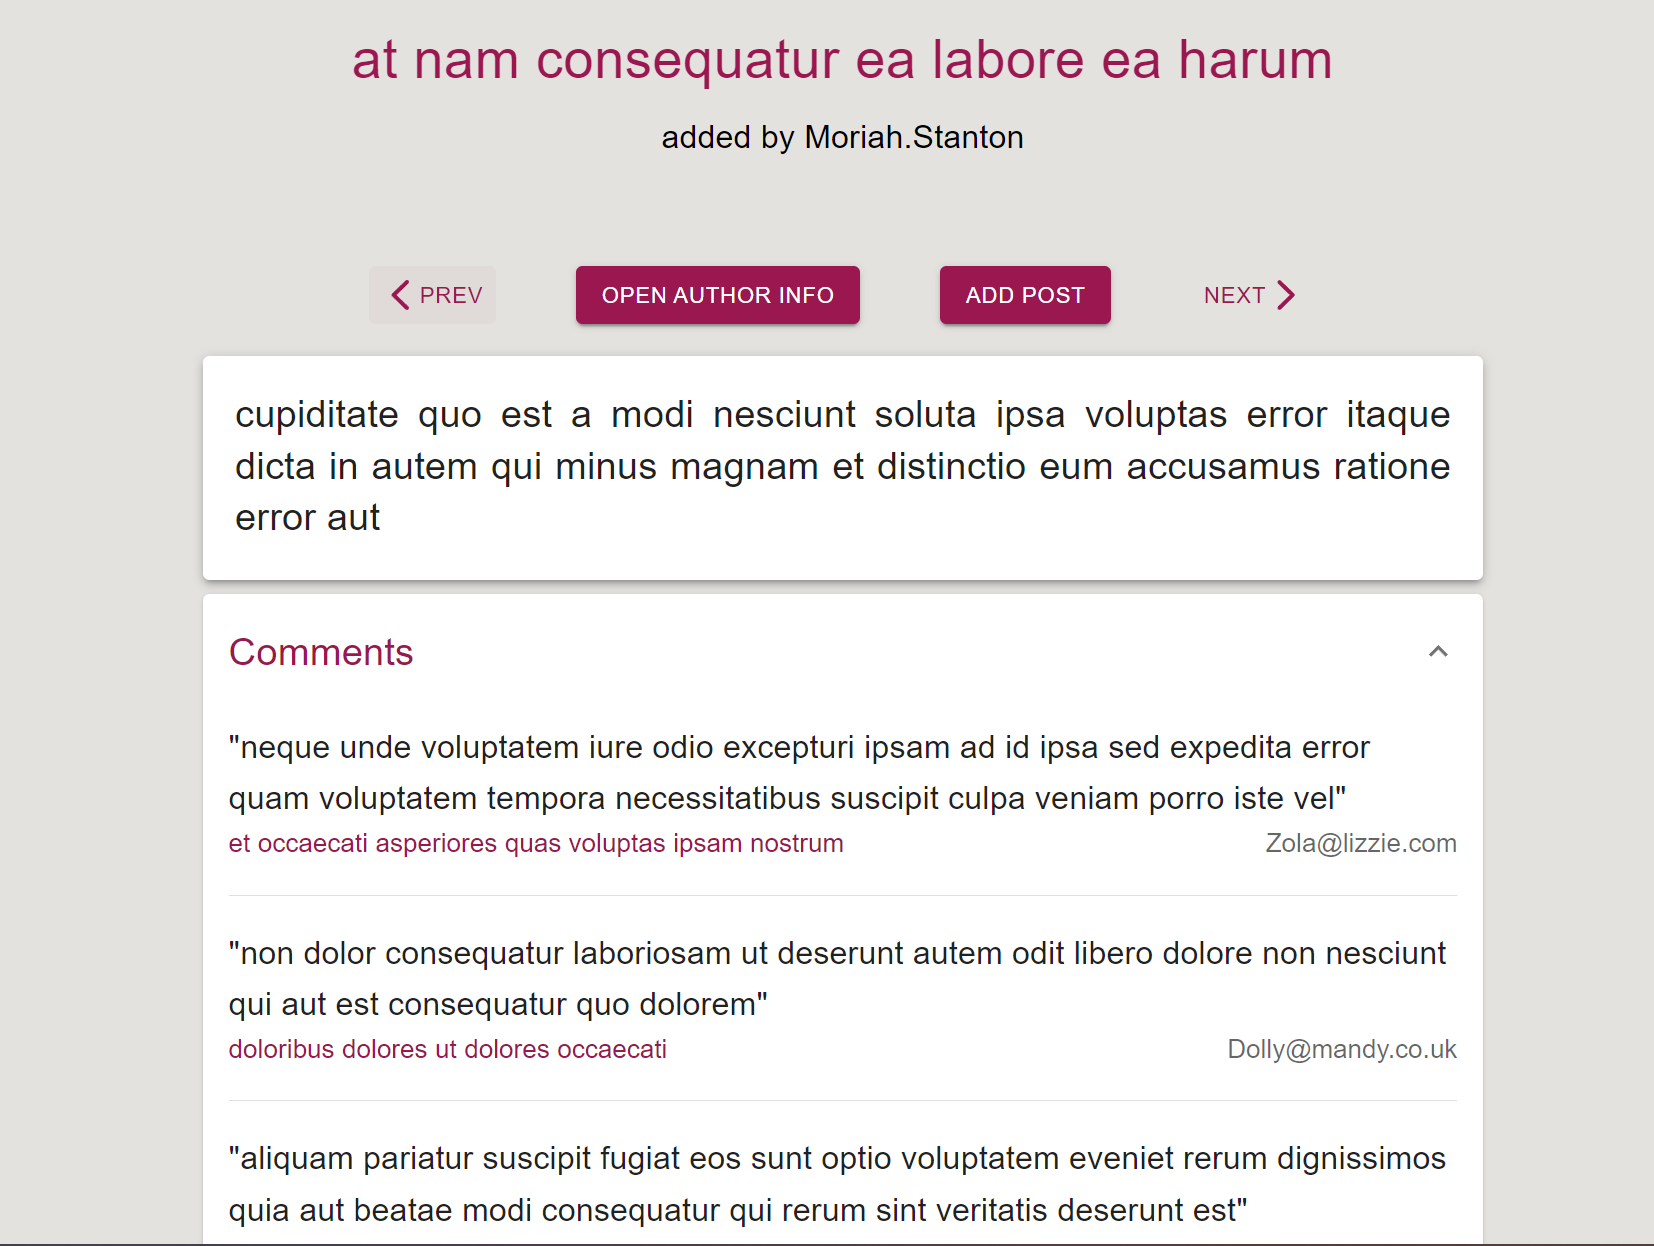 at nam consequatur ea labore ea harum
added by Moriah.Stanton
PREV
OPEN AUTHOR INFO
ADD POST
NEXT
cupiditate quo est a modi nesciunt soluta ipsa voluptas error itaque
dicta in autem qui minus magnam et distinctio eum accusamus ratione
error aut
Comments
"neque unde voluptatem iure odio excepturi ipsam ad id ipsa sed expedita error
quam voluptatem tempora necessitatibus suscipit culpa veniam porro iste vel"
et occaecati asperiores quas voluptas ipsam nostrum
Zola@lizzie.com
"non dolor consequatur laboriosam ut deserunt autem odit libero dolore non nesciunt
qui aut est consequatur quo dolorem"
doloribus dolores ut dolores occaecati
Dolly@mandy.co.uk
"aliquam pariatur suscipit fugiat eos sunt optio voluptatem eveniet rerum dignissimos
quia aut beatae modi consequatur qui rerum sint veritatis deserunt est"